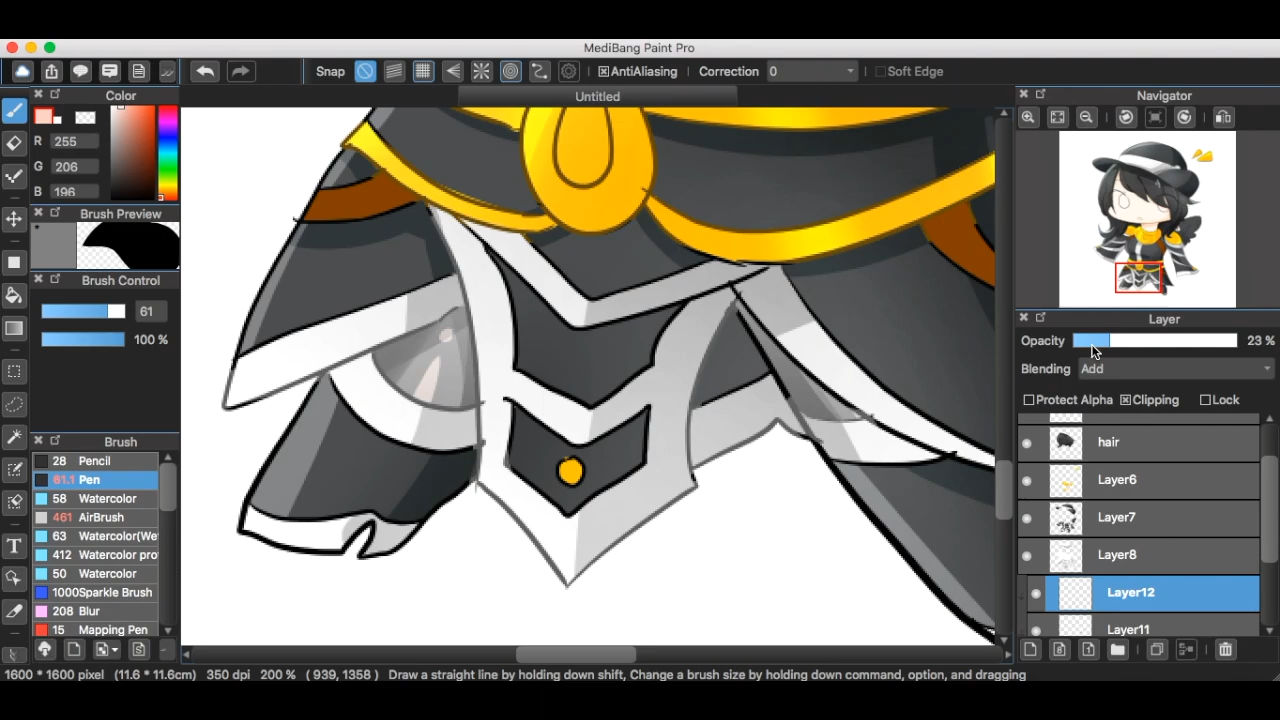 MediBang Paint Pro
Snap AntiAliasing Correction 0 Soft Edge
Untitled
Color
R 255
G 206
B 196
Brush Preview
Brush Control
61
100 %
Brush
28 Pencil
61.1 Pen
58 Watercolor
461 AirBrush
63 Watercolor(We
412 Watercolor pro
50 Watercolor
1000 Sparkle Brush
208 Blur
15 Mapping Pen
Navigator
Layer
Opacity 23 %
Blending Add
Protect Alpha Clipping Lock
hair
Layer6
Layer7
Layer8
Layer12
Layer11
1600 * 1600 pixel (11.6 * 11.6cm) 350 dpi 200 % ( 939, 1358 ) Draw a straight line by holding down shift, Change a brush size by holding down command, option, and dragging